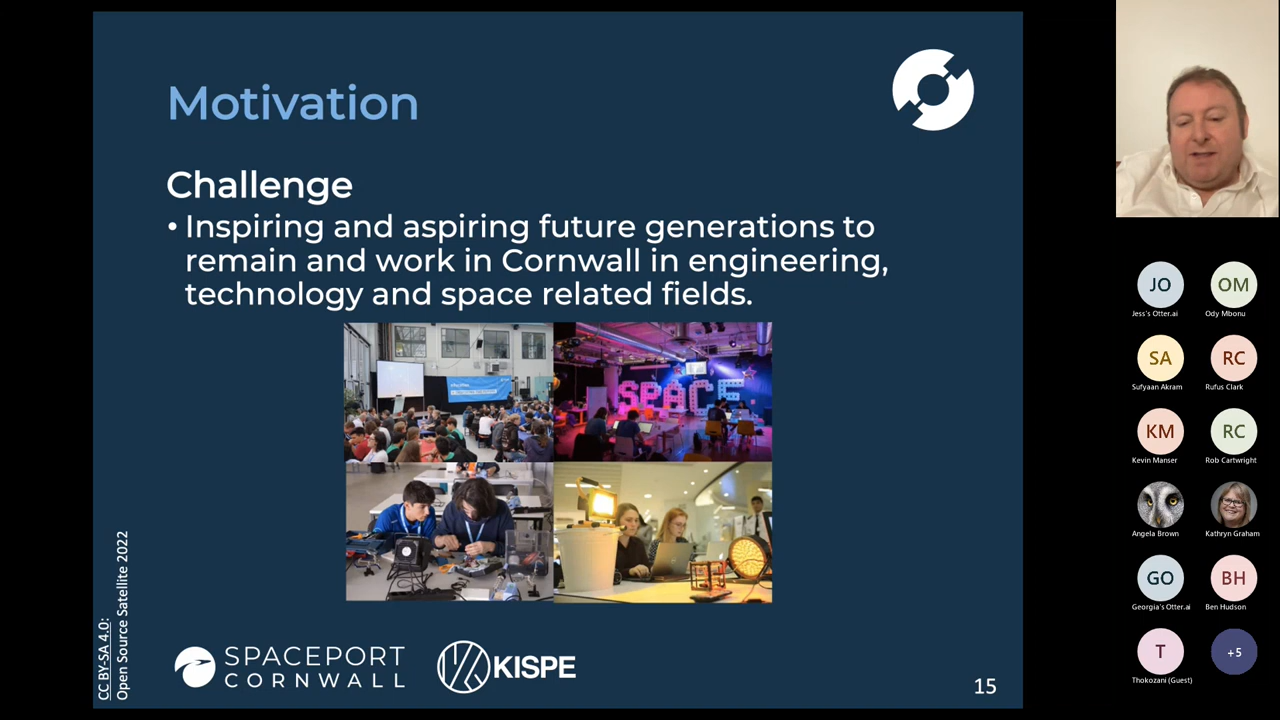 Motivation
Challenge
• Inspiring and aspiring future generations to
remain and work in Cornwall in engineering,
technology and space related fields.
SPACE
CC BY-SA 4.0:
Open Source Satellite 2022
SPACEPORT
CORNWALL
KISPE
15
JO
Jess's Otter.ai
OM
Ody Mbonu
SA
Sufyaan Akram
RC
Rufus Clark
KM
Kevin Manser
RC
Rob Cartwright
Angela Brown
Kathryn Graham
GO
Georgia's Otter.ai
BH
Ben Hudson
T
Thokozani (Guest)
+5